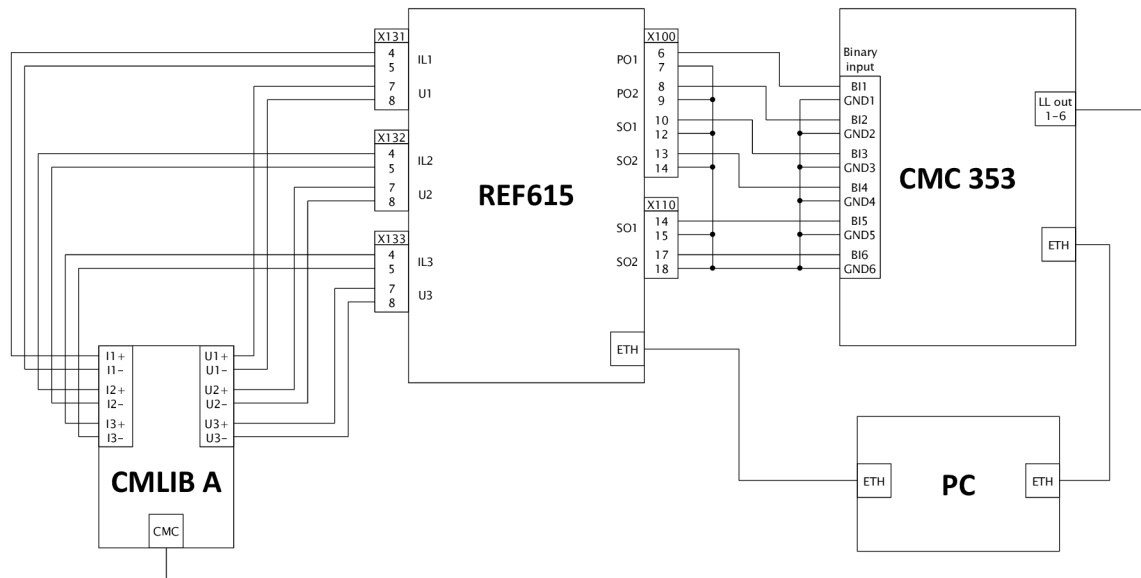 X131
4
5
IL1
7
8
U1
X132
4
5
IL2
7
8
U2
X133
4
5
IL3
7
8
U3
REF615
X100
PO1
6
7
PO2
8
9
SO1
10
12
SO2
13
14
X110
SO1
14
15
SO2
17
18
ETH
Binary
input
BI1
GND1
BI2
GND2
BI3
GND3
BI4
GND4
BI5
GND5
BI6
GND6
CMC 353
LL out
1-6
ETH
I1+
I1-
I2+
I2-
I3+
I3-
U1+
U1-
U2+
U2-
U3+
U3-
CMLIB A
CMC
ETH
PC
ETH